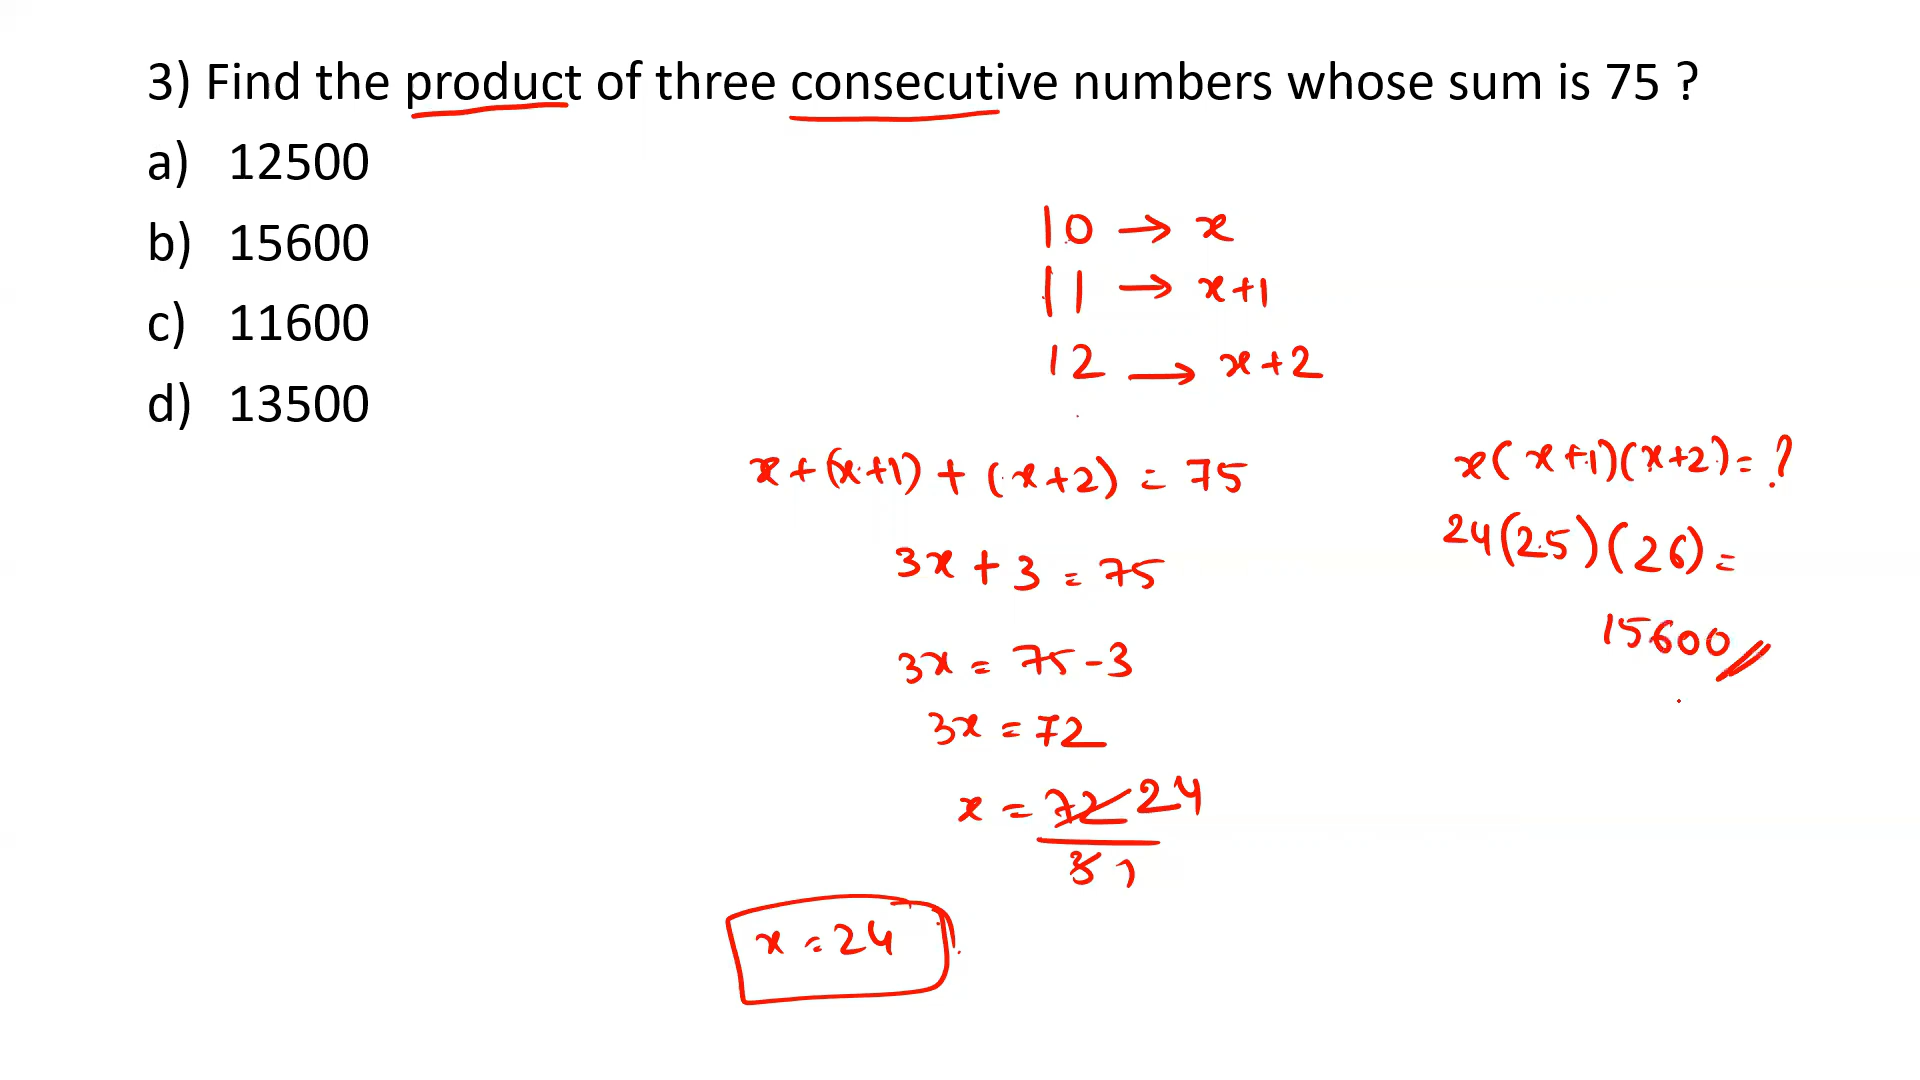 3) Find the product of three consecutive numbers whose sum is 75 ?
a) 12500
b) 15600
c) 11600
d) 13500
10 → x
11 → x+1
12 → x+2
x+(x+1)+(x+2) = 75
3x + 3 = 75
3x = 75-3
3x = 72
x = 72 24
3 1
x = 24
x(x+1)(x+2) = ?
24(25)(26) =
15600